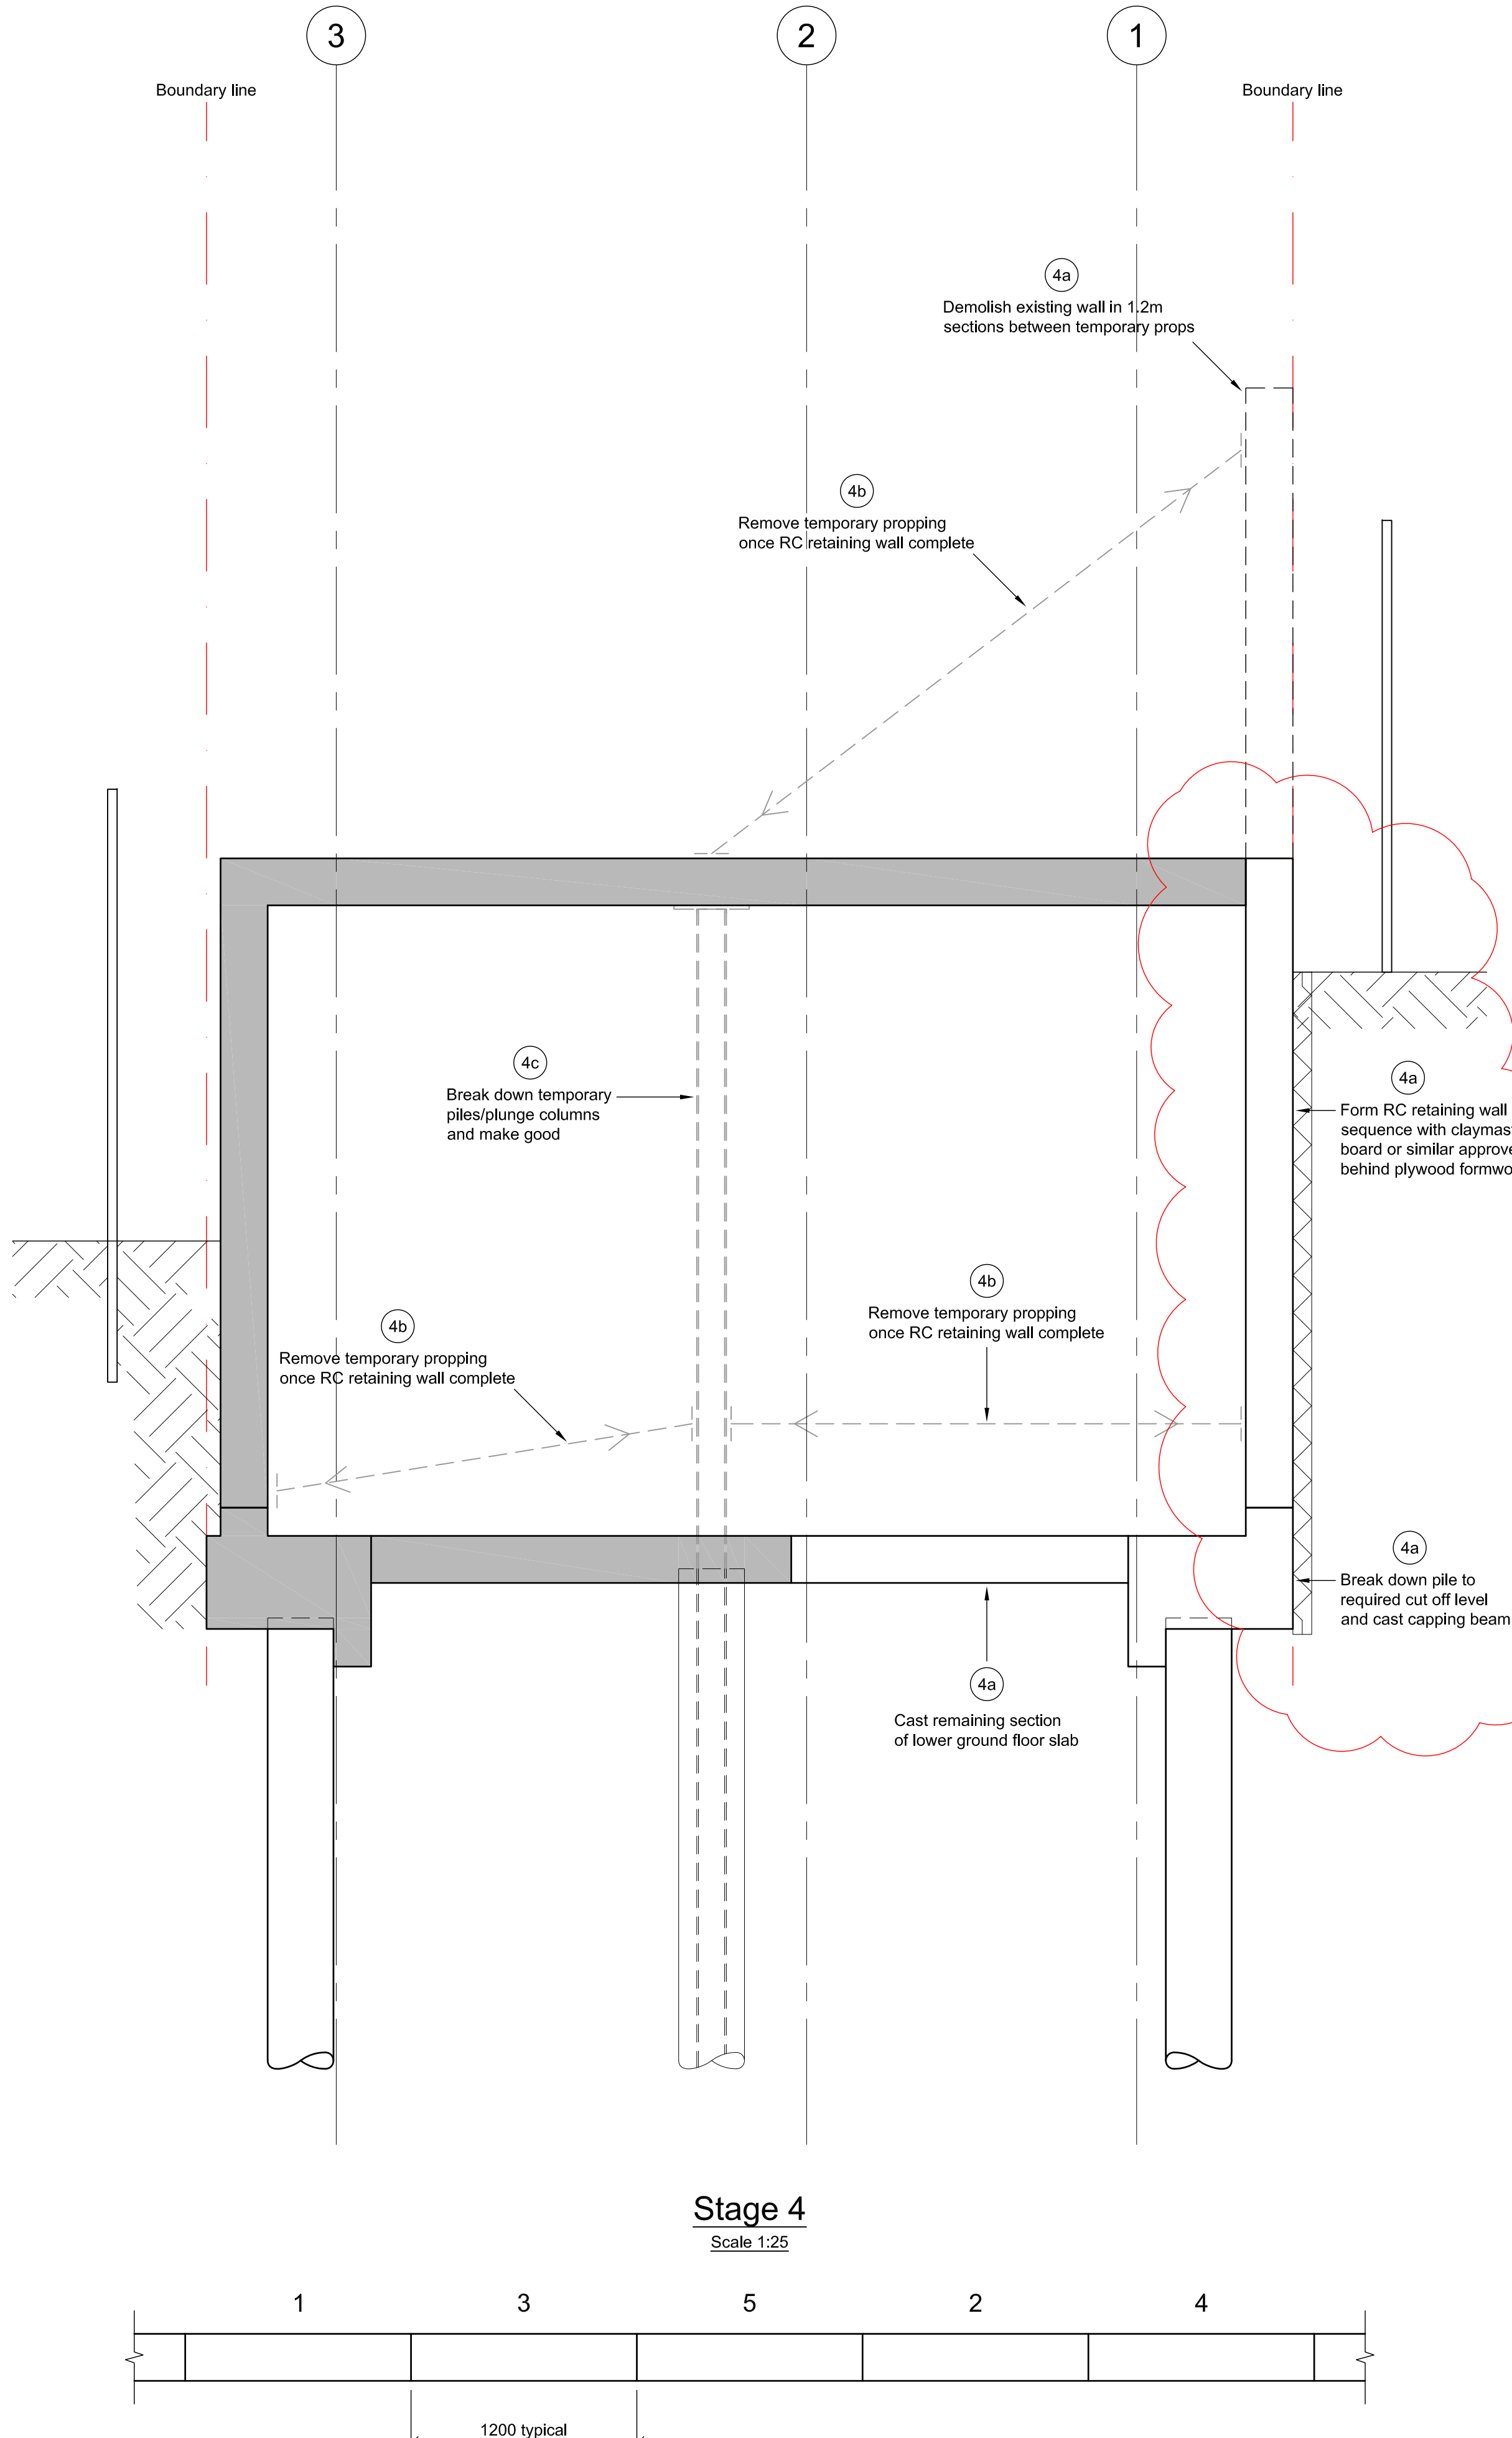 3
2
1
Boundary line
Boundary line
4a
Demolish existing wall in 1.2m
sections between temporary props
4b
Remove temporary propping
once RC retaining wall complete
4c
Break down temporary
piles/plunge columns
and make good
4a
Form RC retaining wall
sequence with
board or similar
behind plywood
4b
Remove temporary propping
once RC retaining wall complete
4b
Remove temporary propping
once RC retaining wall complete
4a
Break down pile to
required cut off level
and cast capping beam
4a
Cast remaining section
of lower ground floor slab
Stage 4
Scale 1:25
1 3 5 2 4
1200 typical